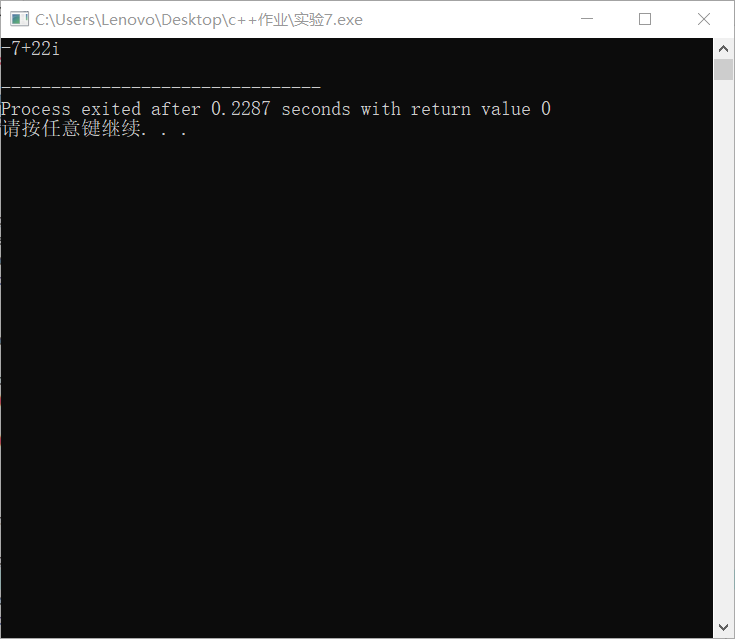 C:\Users\Lenovo\Desktop\c++作业\实验7.exe
-7+22i
--------------------------------
Process exited after 0.2287 seconds with return value 0
请按任意键继续. . .